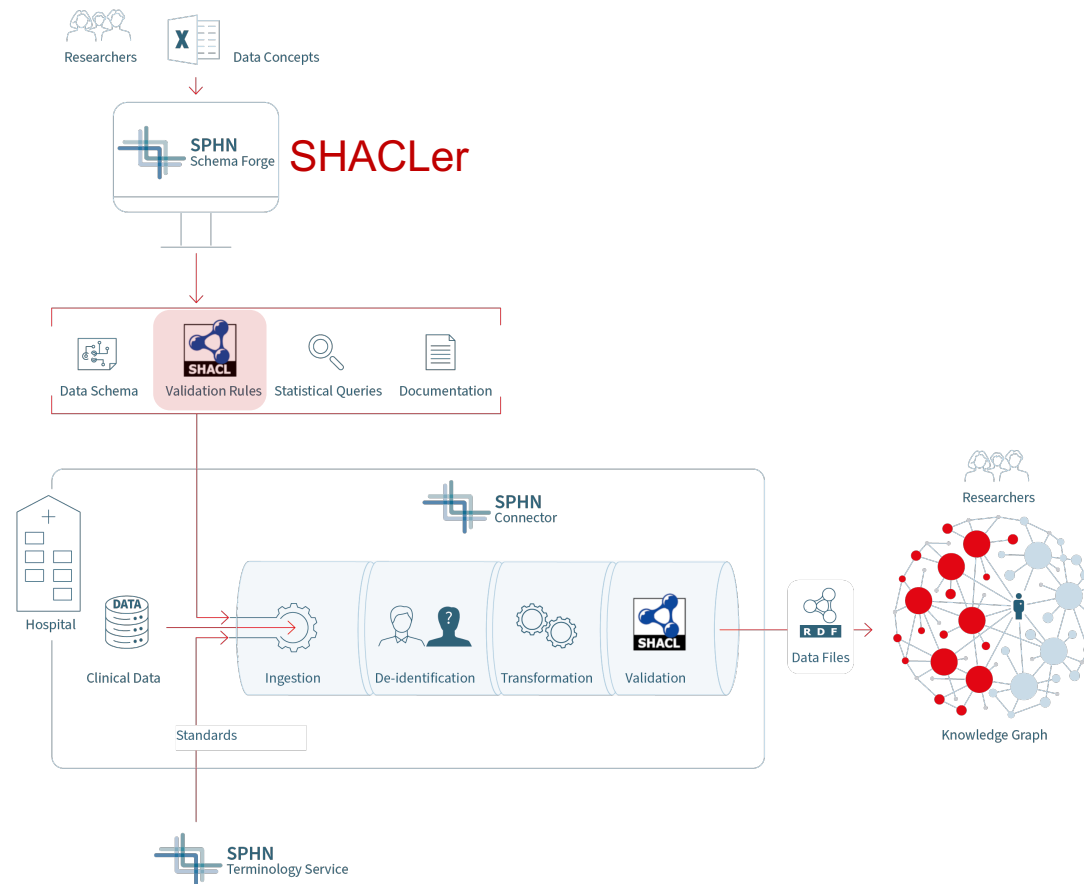 Researchers
X
Data Concepts
SPHN
Schema Forge
SHACLer
SHACL
Data Schema
Validation Rules
Statistical Queries
Documentation
SPHN
Connector
Researchers
Hospital
DATA
?
SHACL
RDF
Clinical Data
Ingestion
De-identification
Transformation
Validation
Data Files
Standards
Knowledge Graph
SPHN
Terminology Service